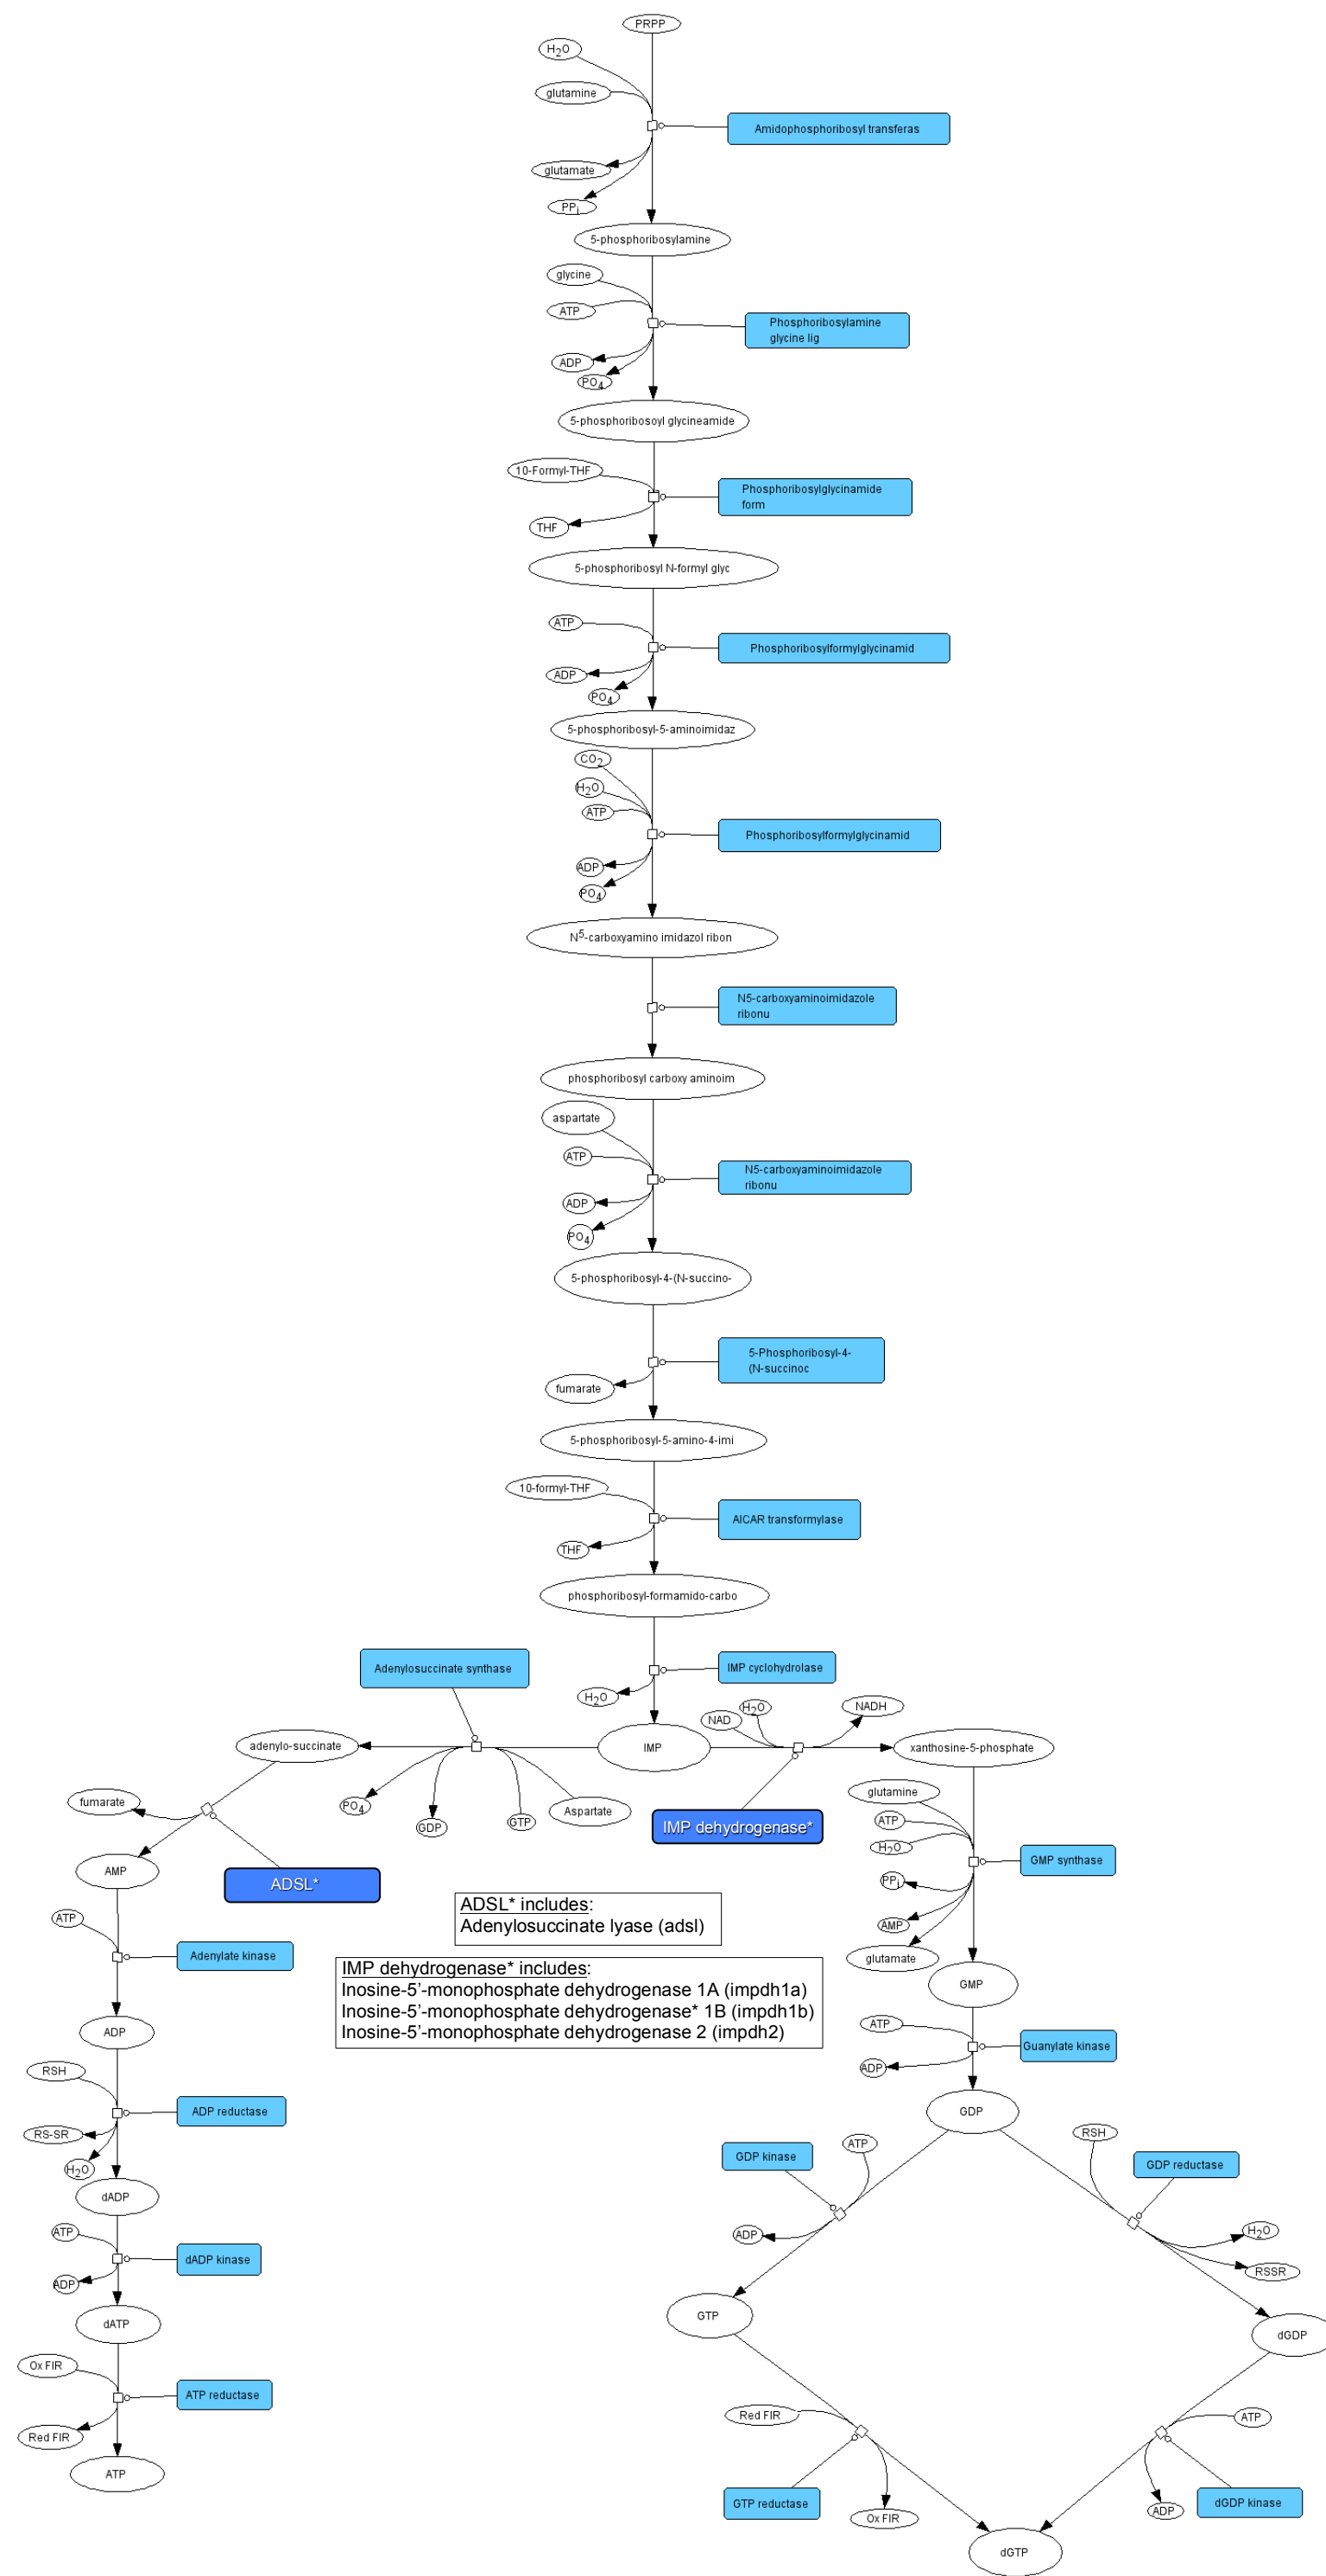 PRPP
H2O
glutamine
Amidophosphoribosyl transferas
glutamate
PPi
5-phosphoribosylamine
glycine
ATP
Phosphoribosylamine
glycine lig
ADP
PO4
5-phosphoribosoyl glycineamide
10-Formyl-THF
Phosphoribosylglycinamide
form
THF
5-phosphoribosyl N-formyl glyc
ATP
Phosphoribosylformylglycinamid
ADP
PO4
5-phosphoribosyl-5-aminoimidaz
CO2
H2O
ATP
Phosphoribosylformylglycinamid
ADP
PO4
N5-carboxyamino imidazol ribon
N5-carboxyaminoimidazole
ribonu
phosphoribosyl carboxy aminoim
aspartate
ATP
N5-carboxyaminoimidazole
ribonu
ADP
PO4
5-phosphoribosyl-4-(N-succino-
5-Phosphoribosyl-4-
(N-succinoc
fumarate
5-phosphoribosyl-5-amino-4-imi
10-formyl-THF
AICAR transformylase
THF
phosphoribosyl-formamido-carbo
Adenylosuccinate synthase
IMP cyclohydrolase
H2O
NAD
H2O
NADH
adenylo-succinate
IMP
xanthosine-5-phosphate
fumarate
PO4
GDP
GTP
Aspartate
IMP dehydrogenase*
glutamine
ATP
H2O
GMP synthase
PPi
AMP
glutamate
AMP
ADSL*
ADSL* includes:
Adenylosuccinate lyase (adsl)
ATP
Adenylate kinase
IMP dehydrogenase* includes:
Inosine-5’-monophosphate dehydrogenase 1A (impdh1a)
Inosine-5’-monophosphate dehydrogenase* 1B (impdh1b)
Inosine-5’-monophosphate dehydrogenase 2 (impdh2)
GMP
ATP
Guanylate kinase
ADP
ADP
RSH
ADP reductase
RS-SR
H2O
dADP
GDP
GDP kinase
ATP
RSH
GDP reductase
ADP
H2O
RSSR
ATP
dADP kinase
ADP
dATP
GTP
dGDP
Ox FlR
ATP reductase
Red FlR
ATP
Red FlR
ATP
GTP reductase
Ox FlR
ADP
dGDP kinase
dGTP